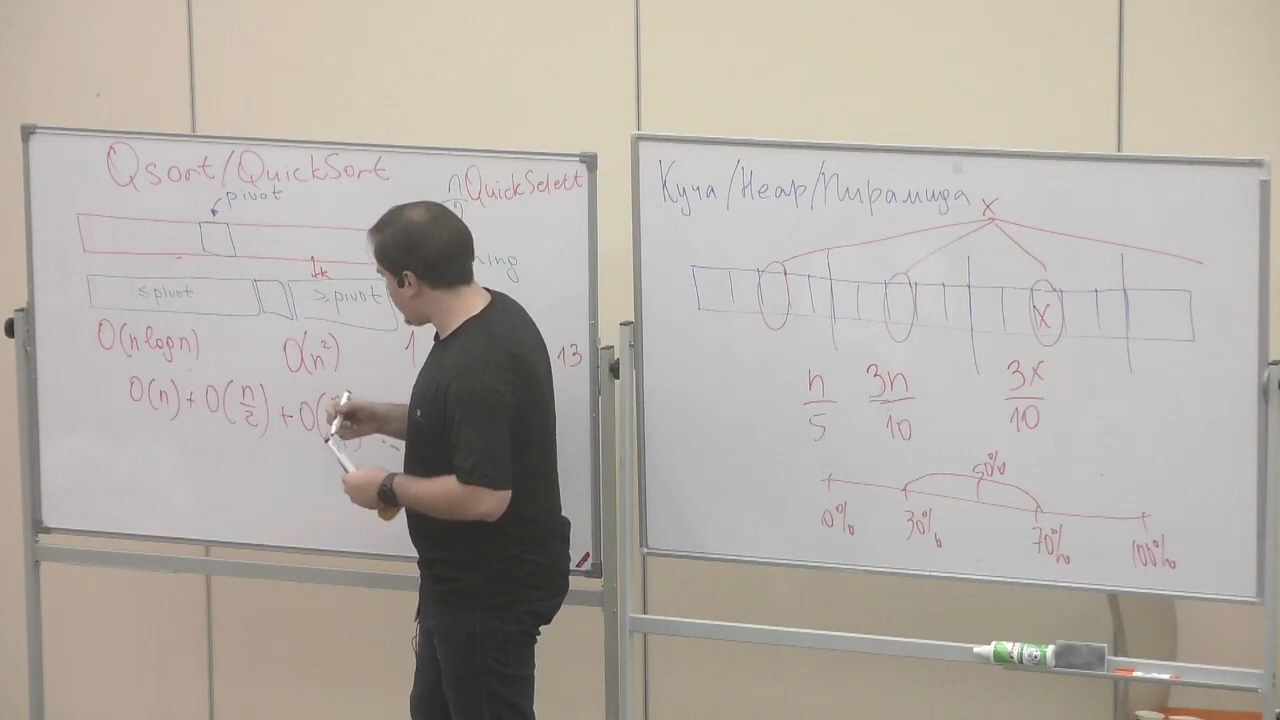 Qsort/QuickSort
pivot
n QuickSelect
k
ning
≤pivot
≥pivot
O(n log n)
O(n²)
1
13
O(n) + O(n/2) + O(
Куча/Heap/Пирамида
x
x
n/5
3n/10
3x/10
50%
0%
30%
70%
100%